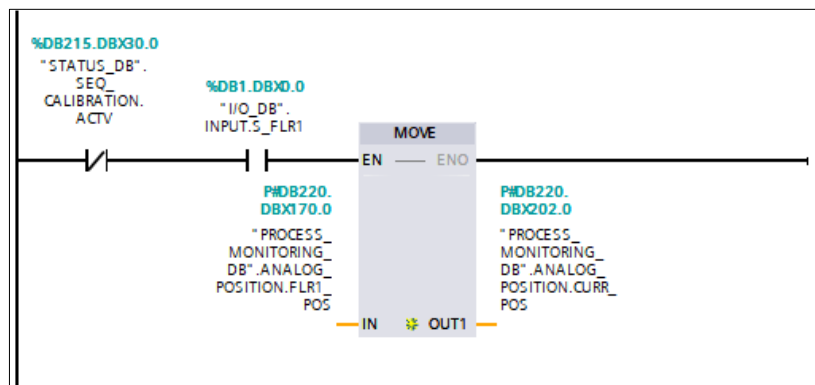 %DB215.DBX30.0
"STATUS_DB".
SEQ_
CALIBRATION.
ACTV
%DB1.DBX0.0
"I/O_DB".
INPUT.S_FLR1
MOVE
EN
ENO
P#DB220.
DBX170.0
"PROCESS_
MONITORING_
DB".ANALOG_
POSITION.FLR1_
POS
IN
P#DB220.
DBX202.0
"PROCESS_
MONITORING_
DB".ANALOG_
POSITION.CURR_
POS
OUT1